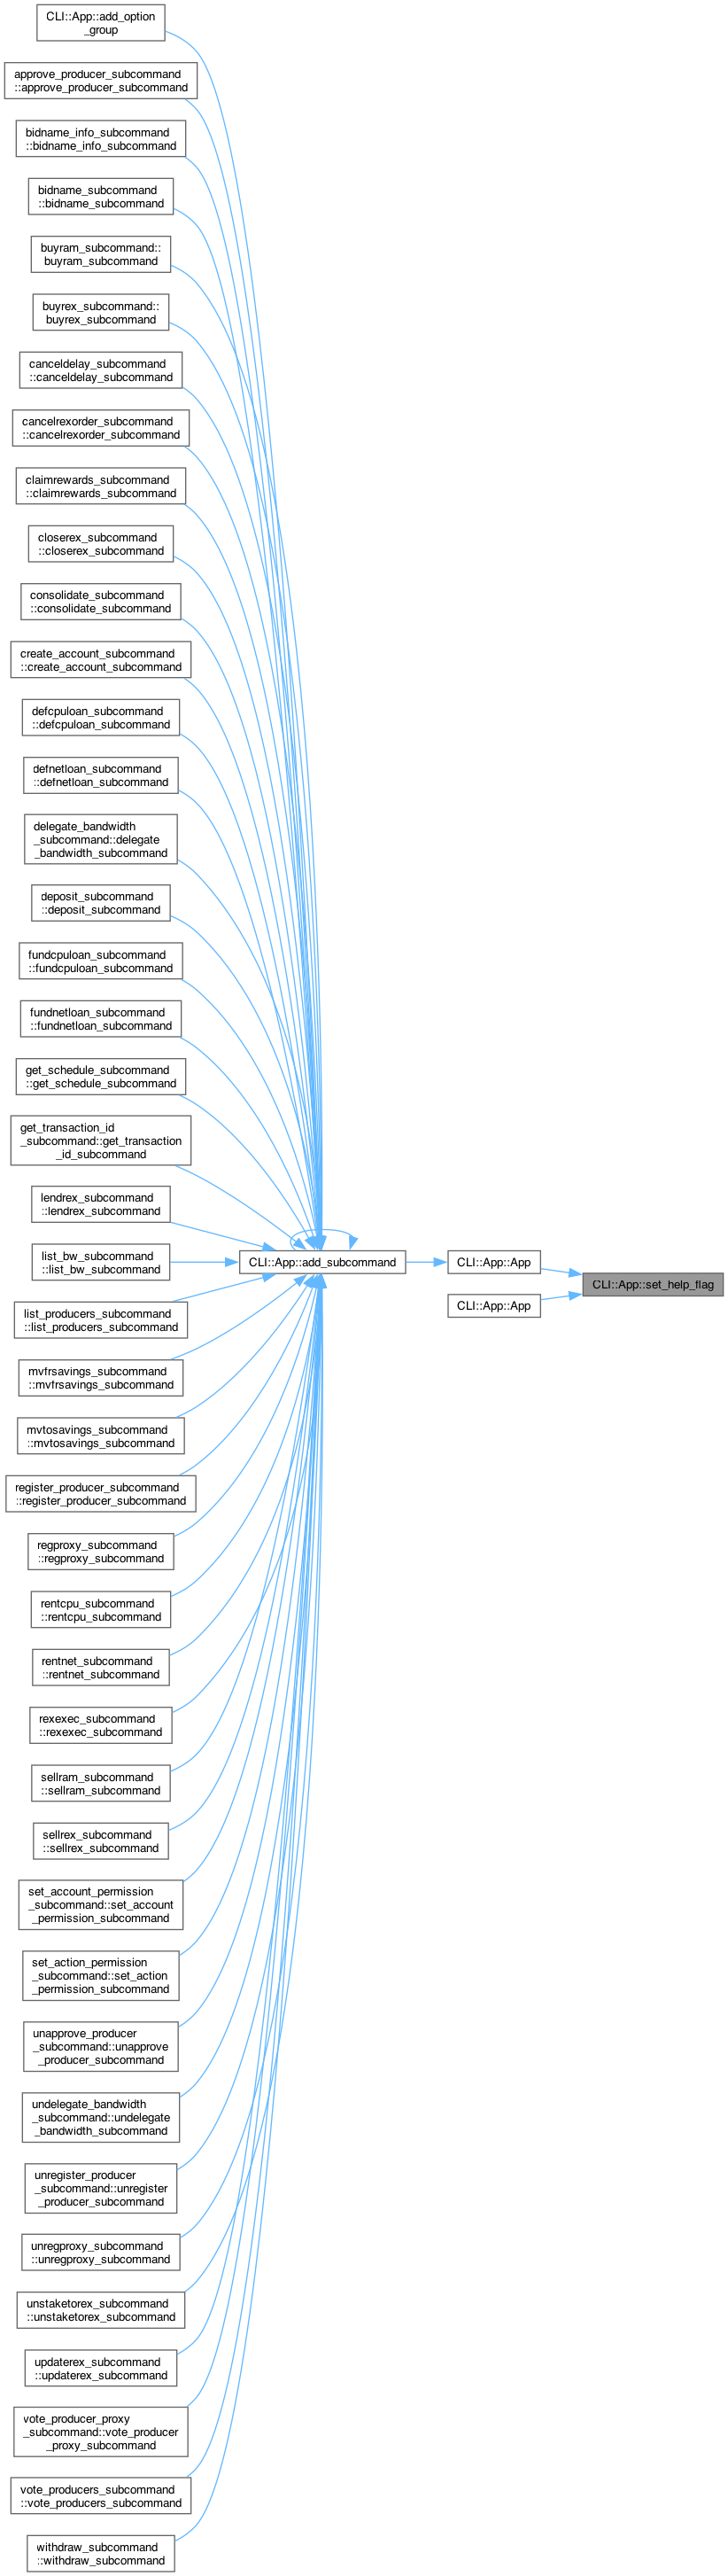 CLI::App::add_option
_group
approve_producer_subcommand
::approve_producer_subcommand
bidname_info_subcommand
::bidname_info_subcommand
bidname_subcommand
::bidname_subcommand
buyram_subcommand::
buyram_subcommand
buyrex_subcommand::
buyrex_subcommand
canceldelay_subcommand
::canceldelay_subcommand
cancelrexorder_subcommand
::cancelrexorder_subcommand
claimrewards_subcommand
::claimrewards_subcommand
closerex_subcommand
::closerex_subcommand
consolidate_subcommand
::consolidate_subcommand
create_account_subcommand
::create_account_subcommand
defcpuloan_subcommand
::defcpuloan_subcommand
defnetloan_subcommand
::defnetloan_subcommand
delegate_bandwidth
_subcommand::delegate
_bandwidth_subcommand
deposit_subcommand
::deposit_subcommand
fundcpuloan_subcommand
::fundcpuloan_subcommand
fundnetloan_subcommand
::fundnetloan_subcommand
get_schedule_subcommand
::get_schedule_subcommand
get_transaction_id
_subcommand::get_transaction
_id_subcommand
lendrex_subcommand
::lendrex_subcommand
list_bw_subcommand
::list_bw_subcommand
CLI::App::add_subcommand
CLI::App::App
CLI::App::set_help_flag
CLI::App::App
list_producers_subcommand
::list_producers_subcommand
mvfrsavings_subcommand
::mvfrsavings_subcommand
mvtosavings_subcommand
::mvtosavings_subcommand
register_producer_subcommand
::register_producer_subcommand
regproxy_subcommand
::regproxy_subcommand
rentcpu_subcommand
::rentcpu_subcommand
rentnet_subcommand
::rentnet_subcommand
rexexec_subcommand
::rexexec_subcommand
sellram_subcommand
::sellram_subcommand
sellrex_subcommand
::sellrex_subcommand
set_account_permission
_subcommand::set_account
_permission_subcommand
set_action_permission
_subcommand::set_action
_permission_subcommand
unapprove_producer
_subcommand::unapprove
_producer_subcommand
undelegate_bandwidth
_subcommand::undelegate
_bandwidth_subcommand
unregister_producer
_subcommand::unregister
_producer_subcommand
unregproxy_subcommand
::unregproxy_subcommand
unstaketorex_subcommand
::unstaketorex_subcommand
updaterex_subcommand
::updaterex_subcommand
vote_producer_proxy
_subcommand::vote_producer
_proxy_subcommand
vote_producers_subcommand
::vote_producers_subcommand
withdraw_subcommand
::withdraw_subcommand